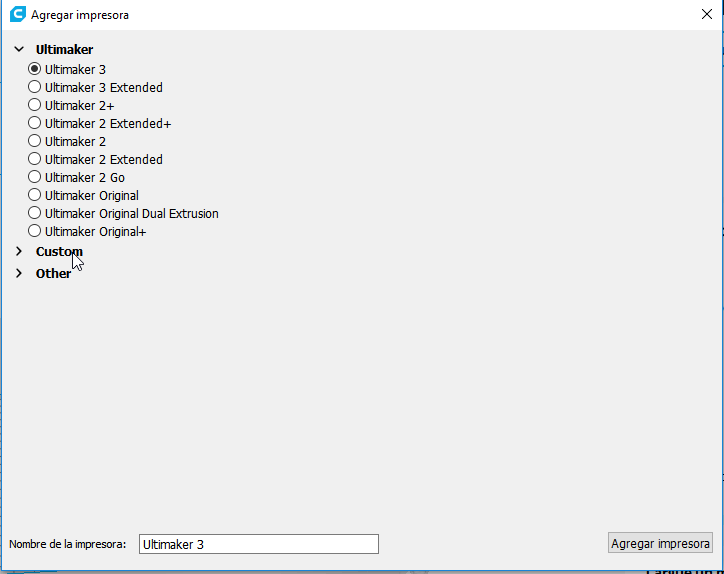 Agregar impresora
Ultimaker
Ultimaker 3
Ultimaker 3 Extended
Ultimaker 2+
Ultimaker 2 Extended+
Ultimaker 2
Ultimaker 2 Extended
Ultimaker 2 Go
Ultimaker Original
Ultimaker Original Dual Extrusion
Ultimaker Original+
Custom
Other
Nombre de la impresora: Ultimaker 3 Agregar impresora